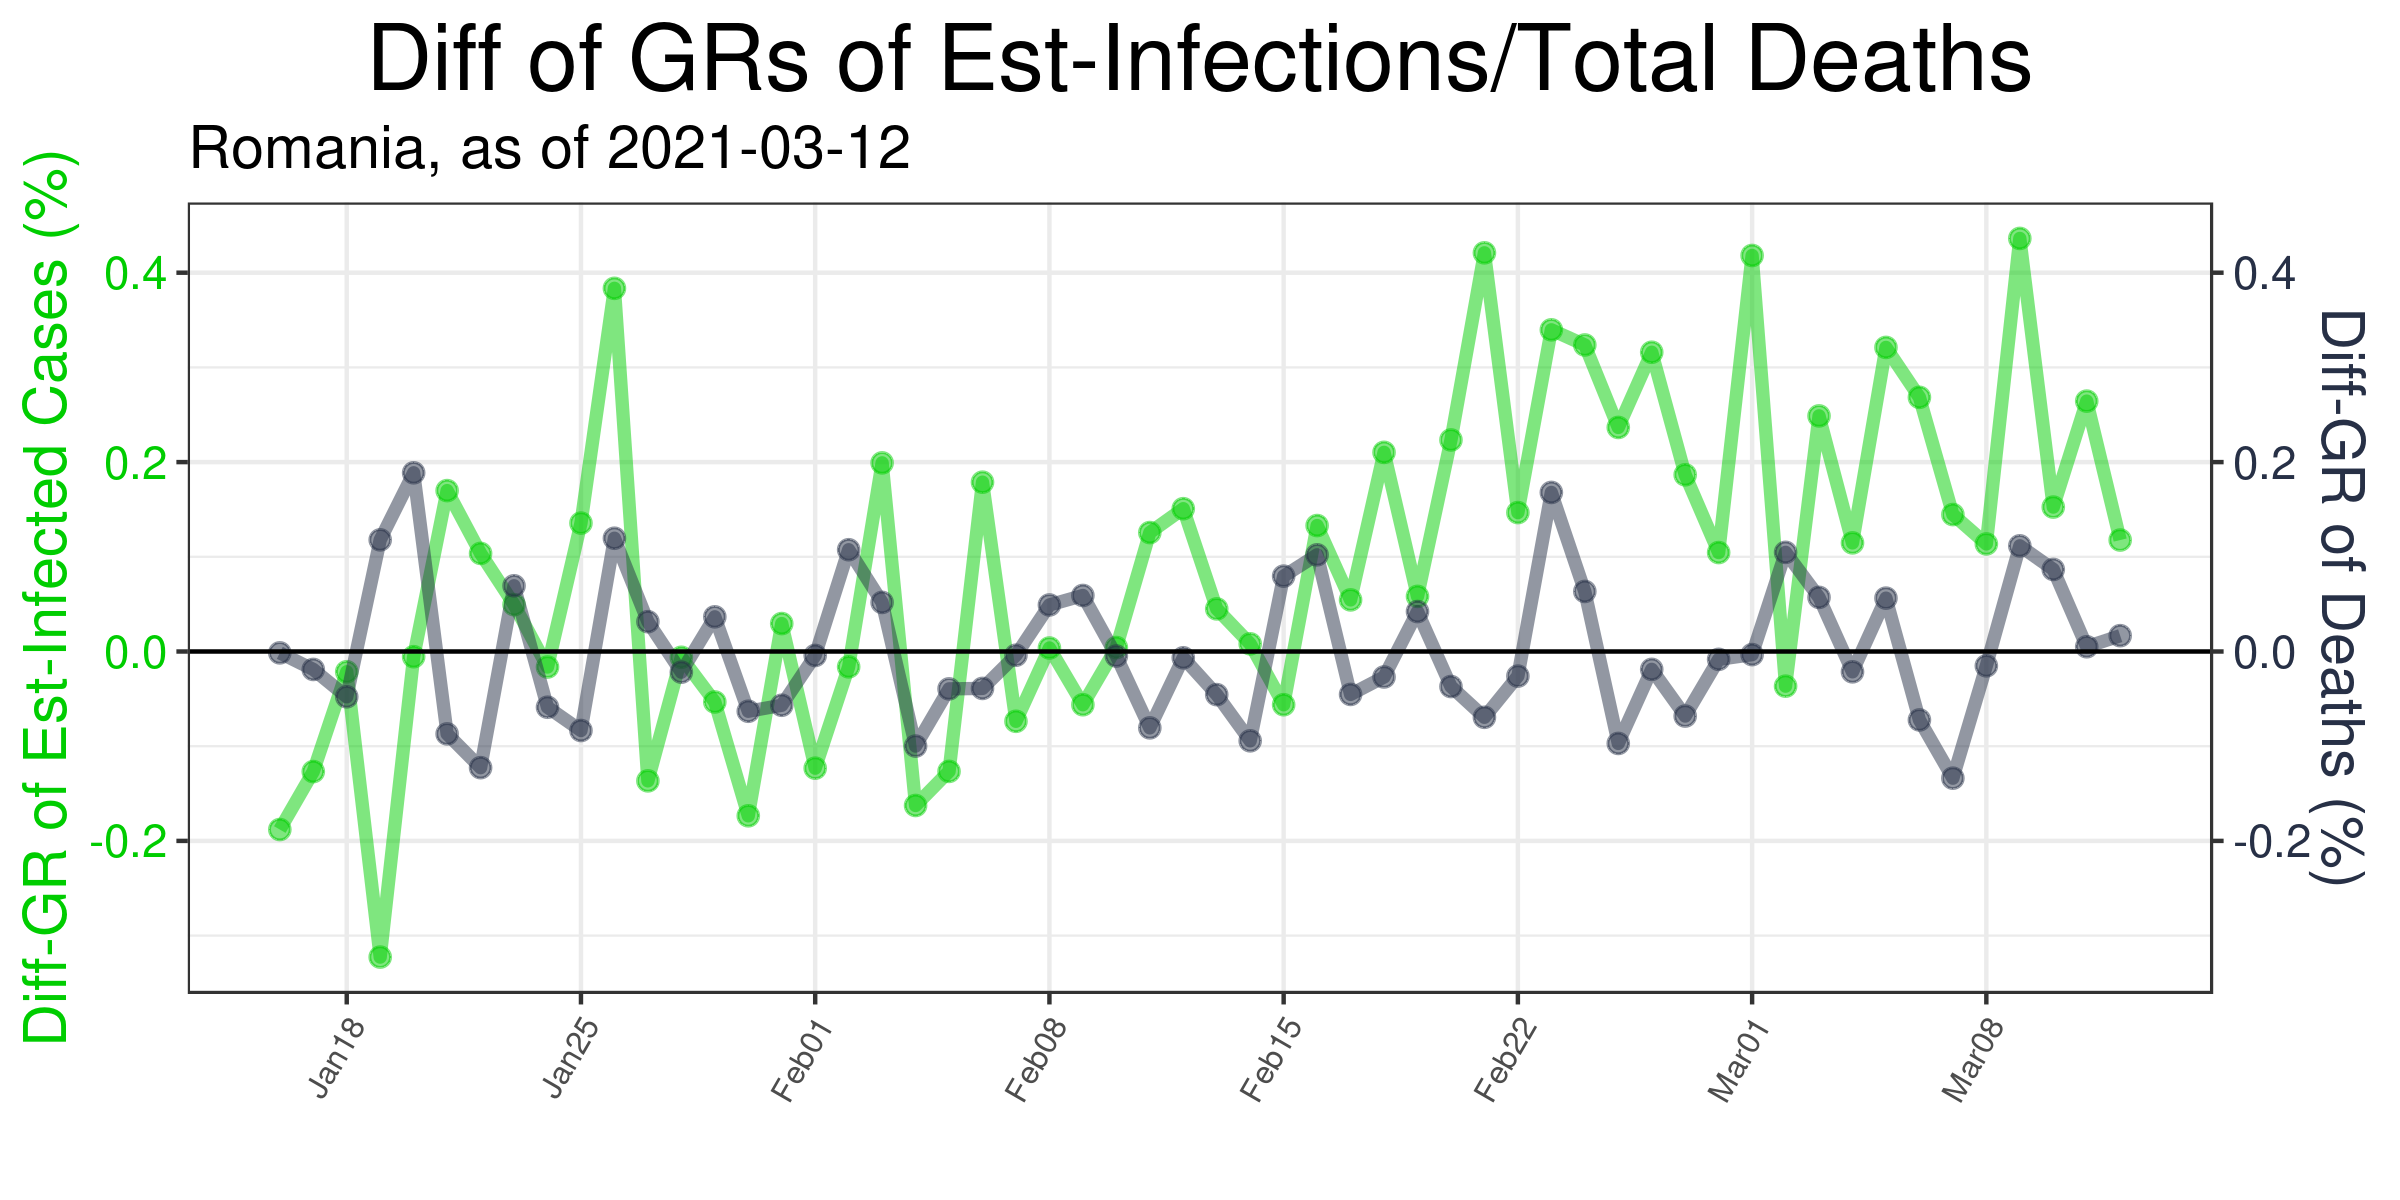 Diff of GRs of Est-Infections/Total Deaths
Romania, as of 2021-03-12
Diff-GR of Est-Infected Cases (%)
0.4
0.2
0.0
-0.2
0.4
0.2
0.0
-0.2
Diff-GR of Deaths (%)
Jan18
Jan25
Feb01
Feb08
Feb15
Feb22
Mar01
Mar08